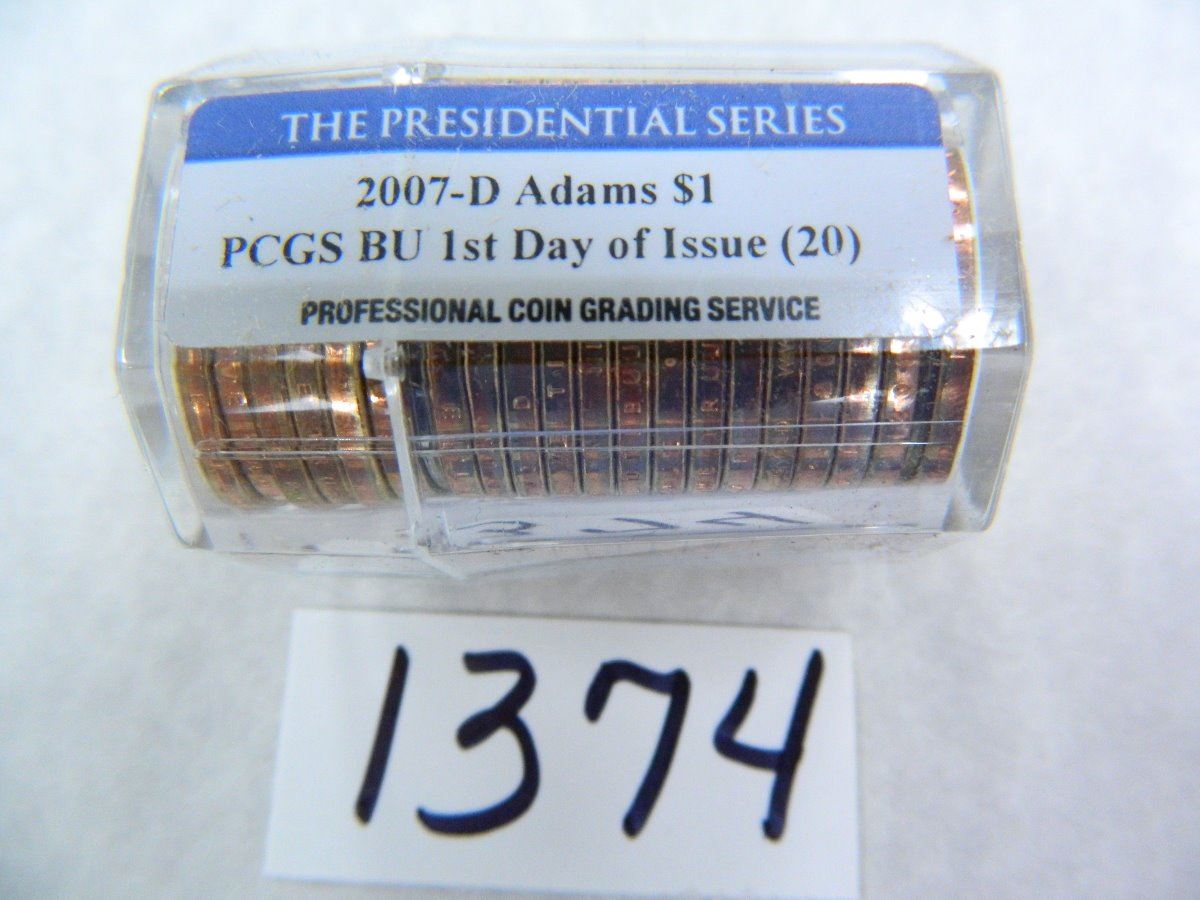 THE PRESIDENTIAL SERIES
2007-D Adams $1
PCGS BU 1st Day of Issue (20)
PROFESSIONAL COIN GRADING SERVICE
1374